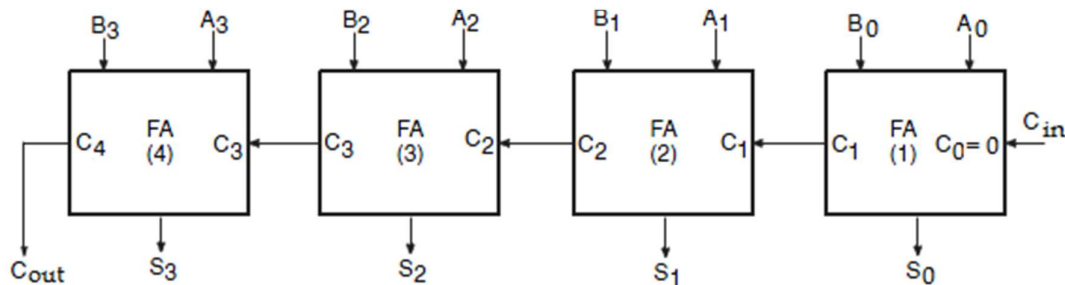 B3 A3 B2 A2 B1 A1 B0 A0
Cin
C4 FA (4) C3
C3 FA (3) C2
C2 FA (2) C1
C1 FA (1) C0= 0
Cout S3 S2 S1 S0